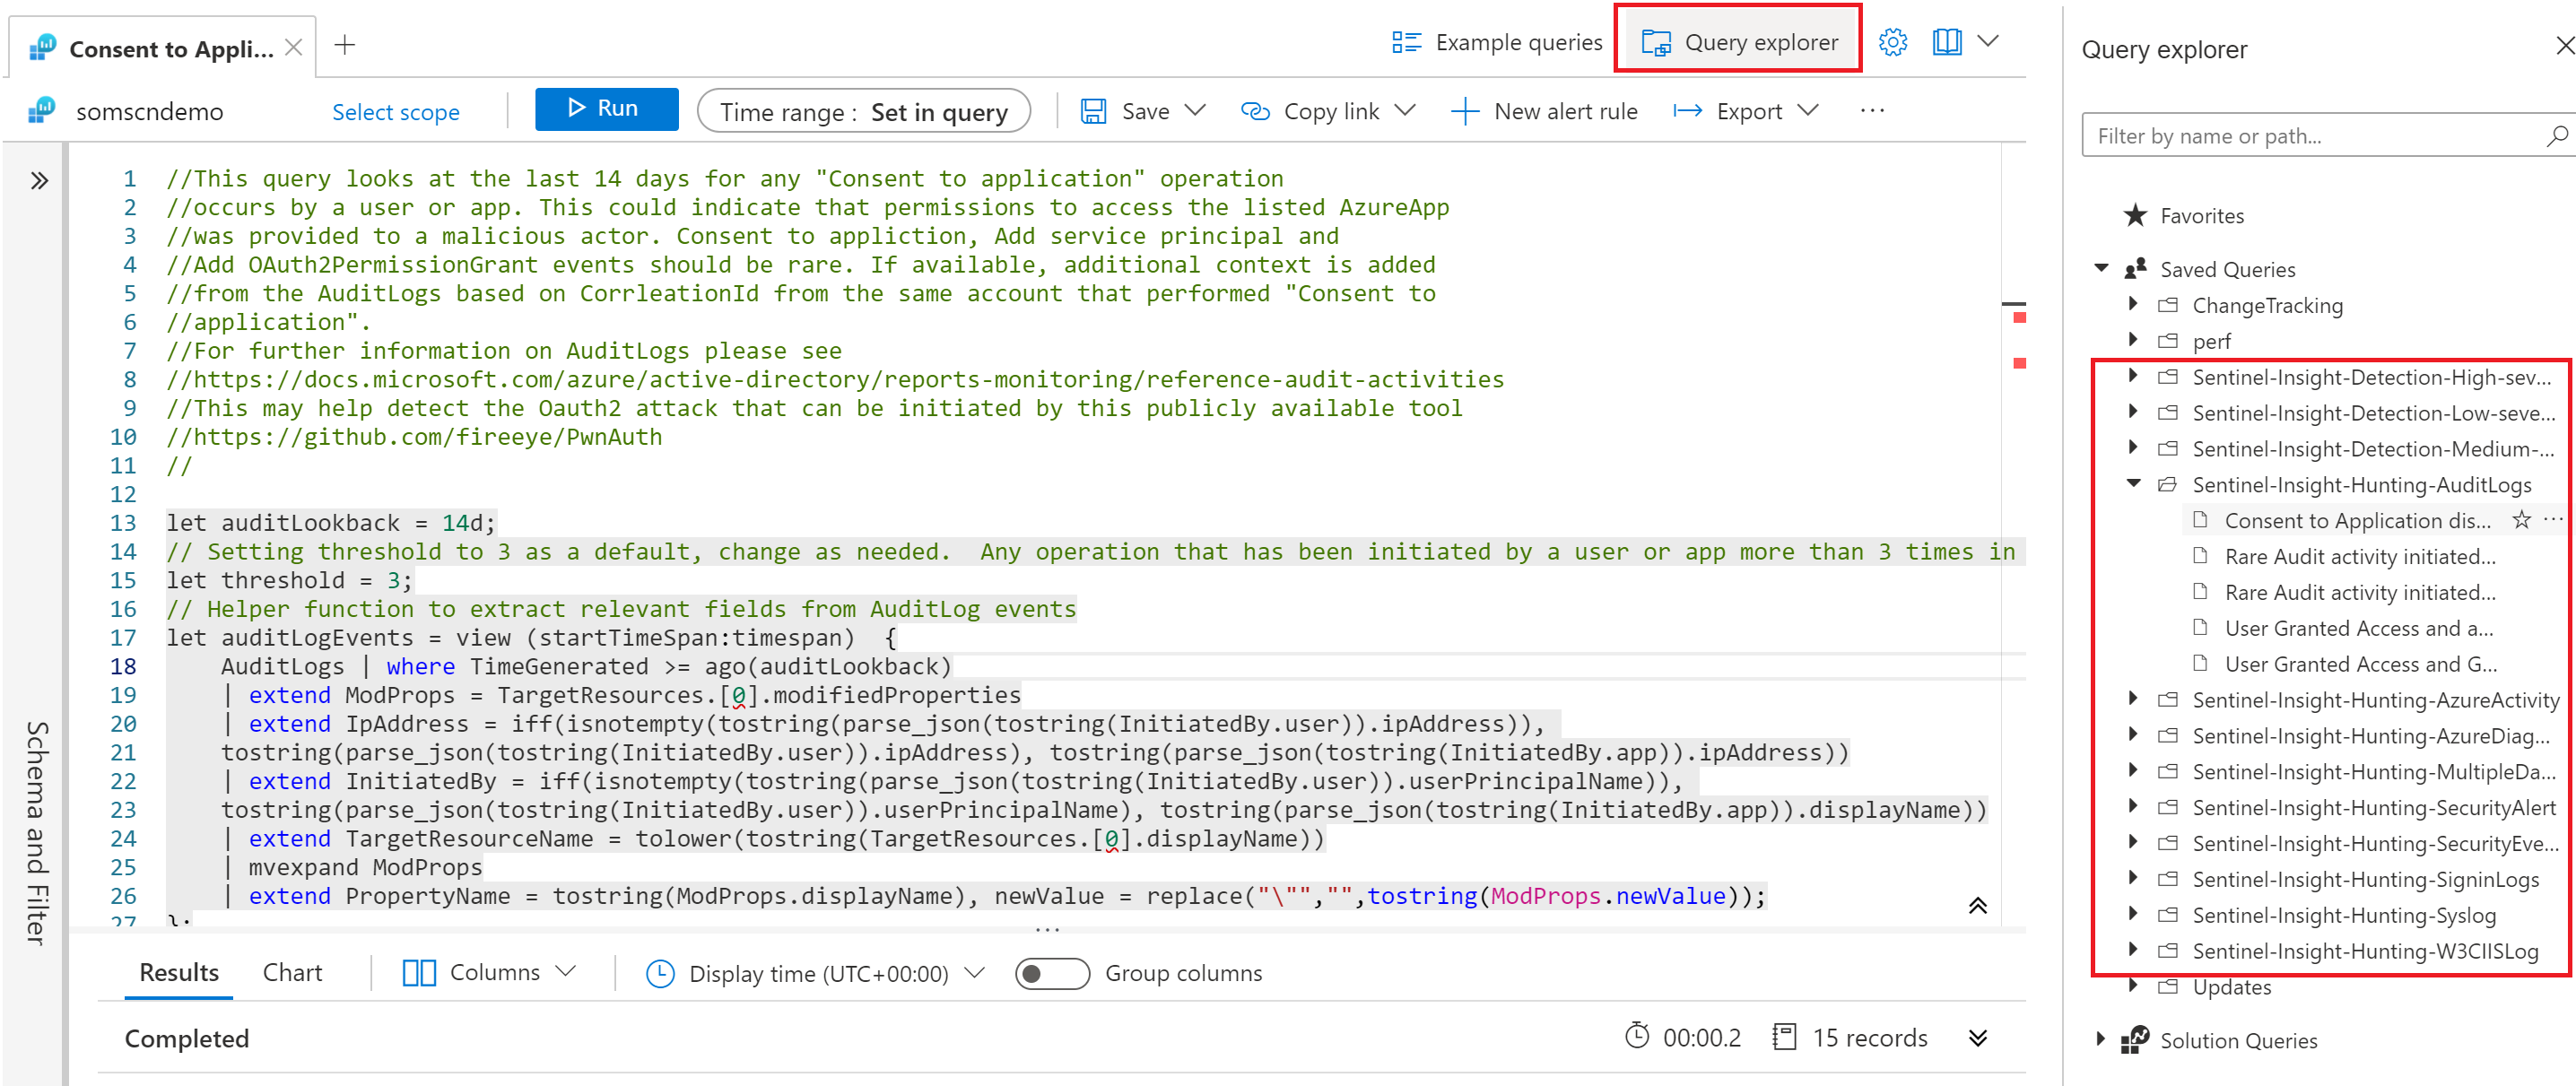 Consent to Appli...
Example queries
Query explorer
somscndemo
Select scope
Run
Time range : Set in query
Save
Copy link
New alert rule
Export
...
1 //This query looks at the last 14 days for any "Consent to application" operation
2 //occurs by a user or app. This could indicate that permissions to access the listed AzureApp
3 //was provided to a malicious actor. Consent to appliction, Add service principal and
4 //Add OAuth2PermissionGrant events should be rare. If available, additional context is added
5 //from the AuditLogs based on CorrleationId from the same account that performed "Consent to
6 //application".
7 //For further information on AuditLogs please see
8 //https://docs.microsoft.com/azure/active-directory/reports-monitoring/reference-audit-activities
9 //This may help detect the Oauth2 attack that can be initiated by this publicly available tool
10 //https://github.com/fireeye/PwnAuth
11 //
12
13 let auditLookback = 14d;
14 // Setting threshold to 3 as a default, change as needed.  Any operation that has been initiated by a user or app more than 3 times in
15 let threshold = 3;
16 // Helper function to extract relevant fields from AuditLog events
17 let auditLogEvents = view (startTimeSpan:timespan)  {
18     AuditLogs | where TimeGenerated >= ago(auditLookback)
19     | extend ModProps = TargetResources.[0].modifiedProperties
20     | extend IpAddress = iff(isnotempty(tostring(parse_json(tostring(InitiatedBy.user)).ipAddress)),
21     tostring(parse_json(tostring(InitiatedBy.user)).ipAddress), tostring(parse_json(tostring(InitiatedBy.app)).ipAddress))
22     | extend InitiatedBy = iff(isnotempty(tostring(parse_json(tostring(InitiatedBy.user)).userPrincipalName)),
23     tostring(parse_json(tostring(InitiatedBy.user)).userPrincipalName), tostring(parse_json(tostring(InitiatedBy.app)).displayName))
24     | extend TargetResourceName = tolower(tostring(TargetResources.[0].displayName))
25     | mvexpand ModProps
26     | extend PropertyName = tostring(ModProps.displayName), newValue = replace("\"","",tostring(ModProps.newValue));
27 };
Schema and Filter
Results
Chart
Columns
Display time (UTC+00:00)
Group columns
Completed
00:00.2
15 records
Query explorer
Filter by name or path...
Favorites
Saved Queries
ChangeTracking
perf
Sentinel-Insight-Detection-High-sev...
Sentinel-Insight-Detection-Low-seve...
Sentinel-Insight-Detection-Medium-...
Sentinel-Insight-Hunting-AuditLogs
Consent to Application dis...
Rare Audit activity initiated...
Rare Audit activity initiated...
User Granted Access and a...
User Granted Access and G...
Sentinel-Insight-Hunting-AzureActivity
Sentinel-Insight-Hunting-AzureDiag...
Sentinel-Insight-Hunting-MultipleDa...
Sentinel-Insight-Hunting-SecurityAlert
Sentinel-Insight-Hunting-SecurityEve...
Sentinel-Insight-Hunting-SigninLogs
Sentinel-Insight-Hunting-Syslog
Sentinel-Insight-Hunting-W3CIISLog
Updates
Solution Queries